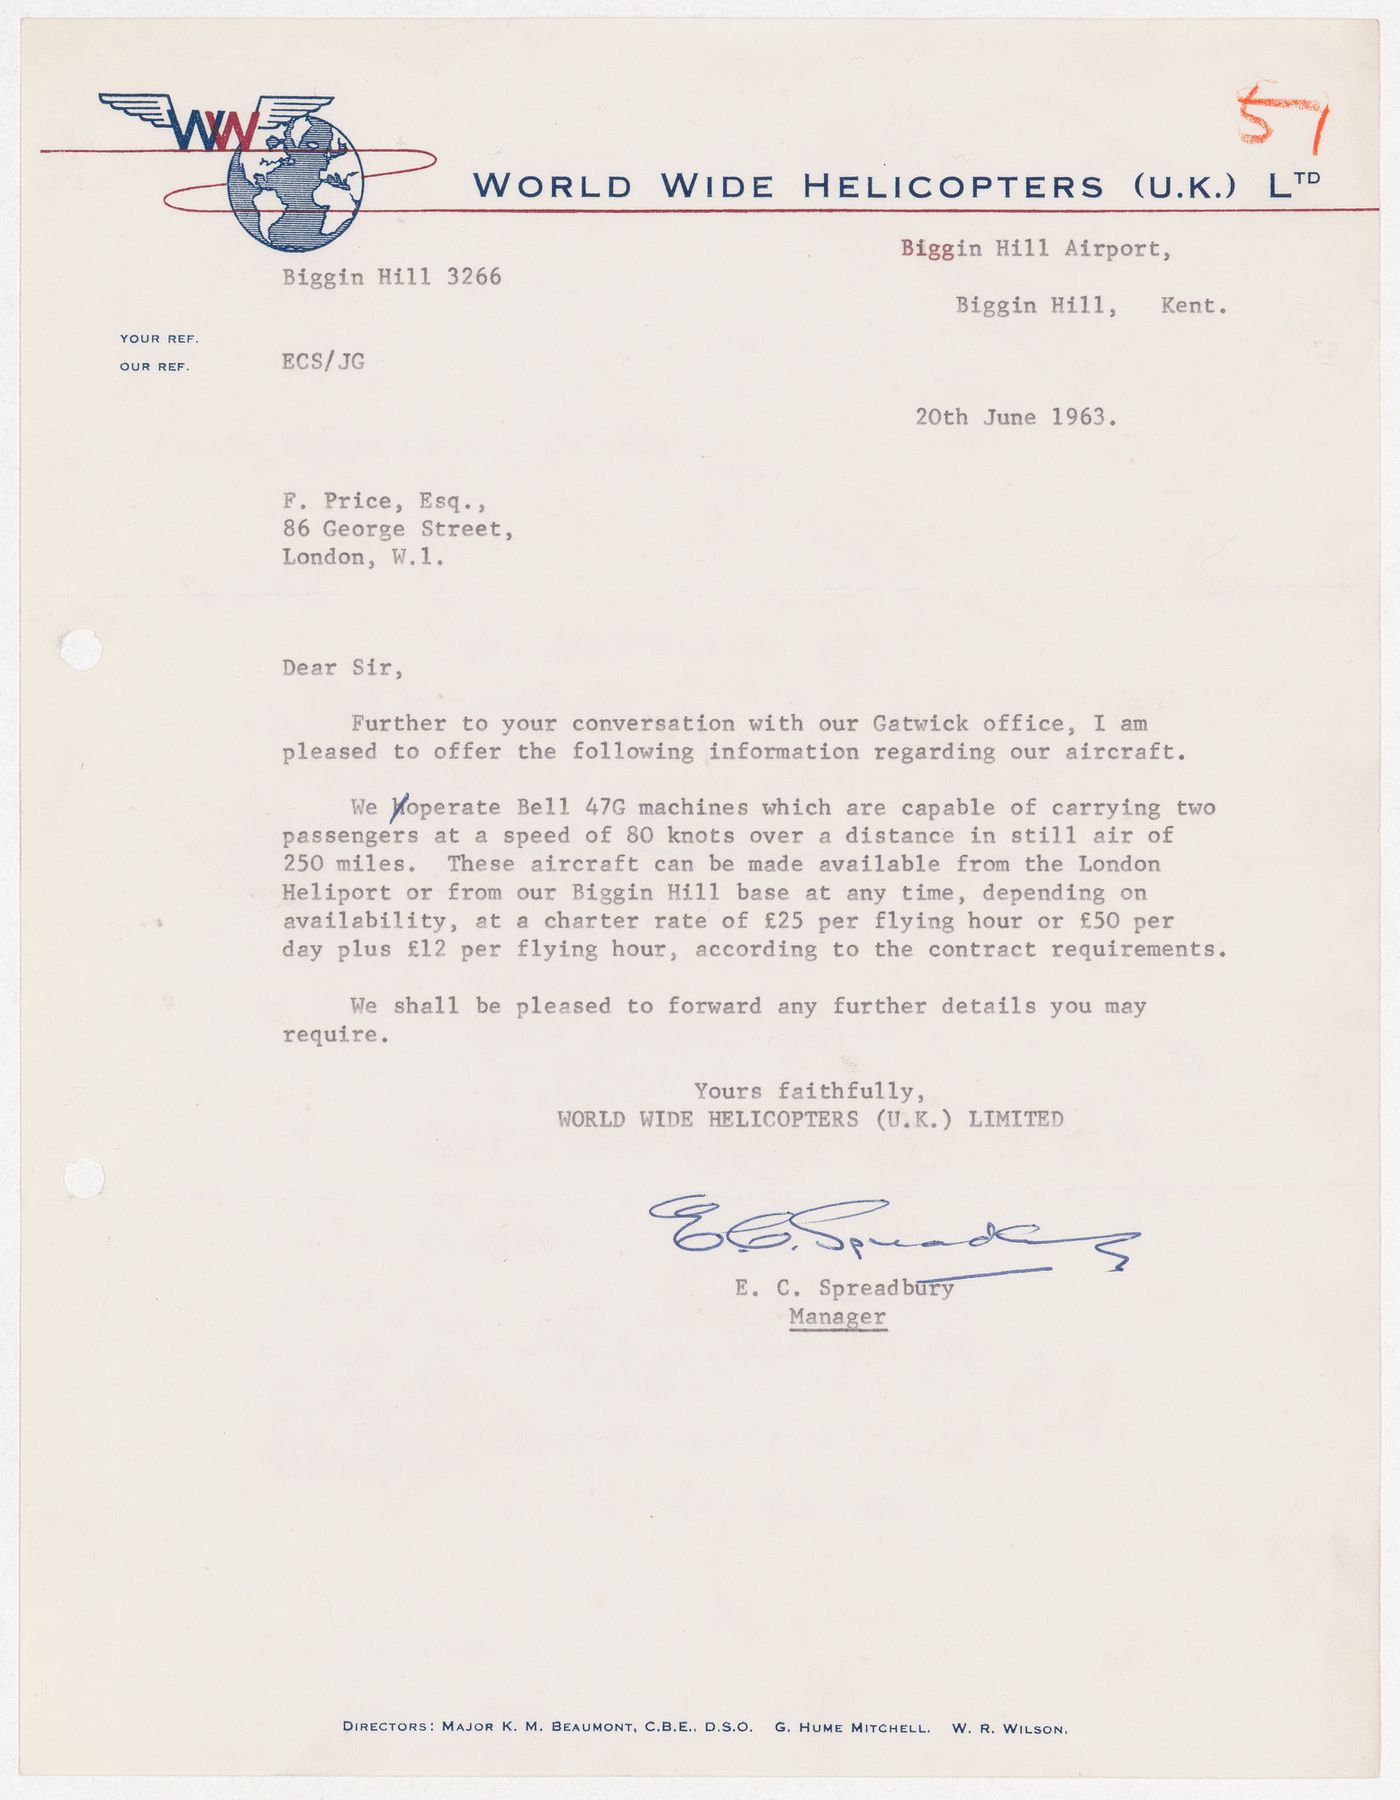 57
WW
WORLD WIDE HELICOPTERS (U.K.) LTD
Biggin Hill Airport,
Biggin Hill 3266
Biggin Hill, Kent.
YOUR REF.
OUR REF. ECS/JG
20th June 1963.
F. Price, Esq.,
86 George Street,
London, W.1.
Dear Sir,
Further to your conversation with our Gatwick office, I am
pleased to offer the following information regarding our aircraft.
We operate Bell 47G machines which are capable of carrying two
passengers at a speed of 80 knots over a distance in still air of
250 miles. These aircraft can be made available from the London
Heliport or from our Biggin Hill base at any time, depending on
availability, at a charter rate of £25 per flying hour or £50 per
day plus £12 per flying hour, according to the contract requirements.
We shall be pleased to forward any further details you may
require.
Yours faithfully,
WORLD WIDE HELICOPTERS (U.K.) LIMITED
E. C. Spreadbury
E. C. Spreadbury
Manager
DIRECTORS: MAJOR K. M. BEAUMONT, C.B.E., D.S.O. G. HUME MITCHELL. W. R. WILSON.